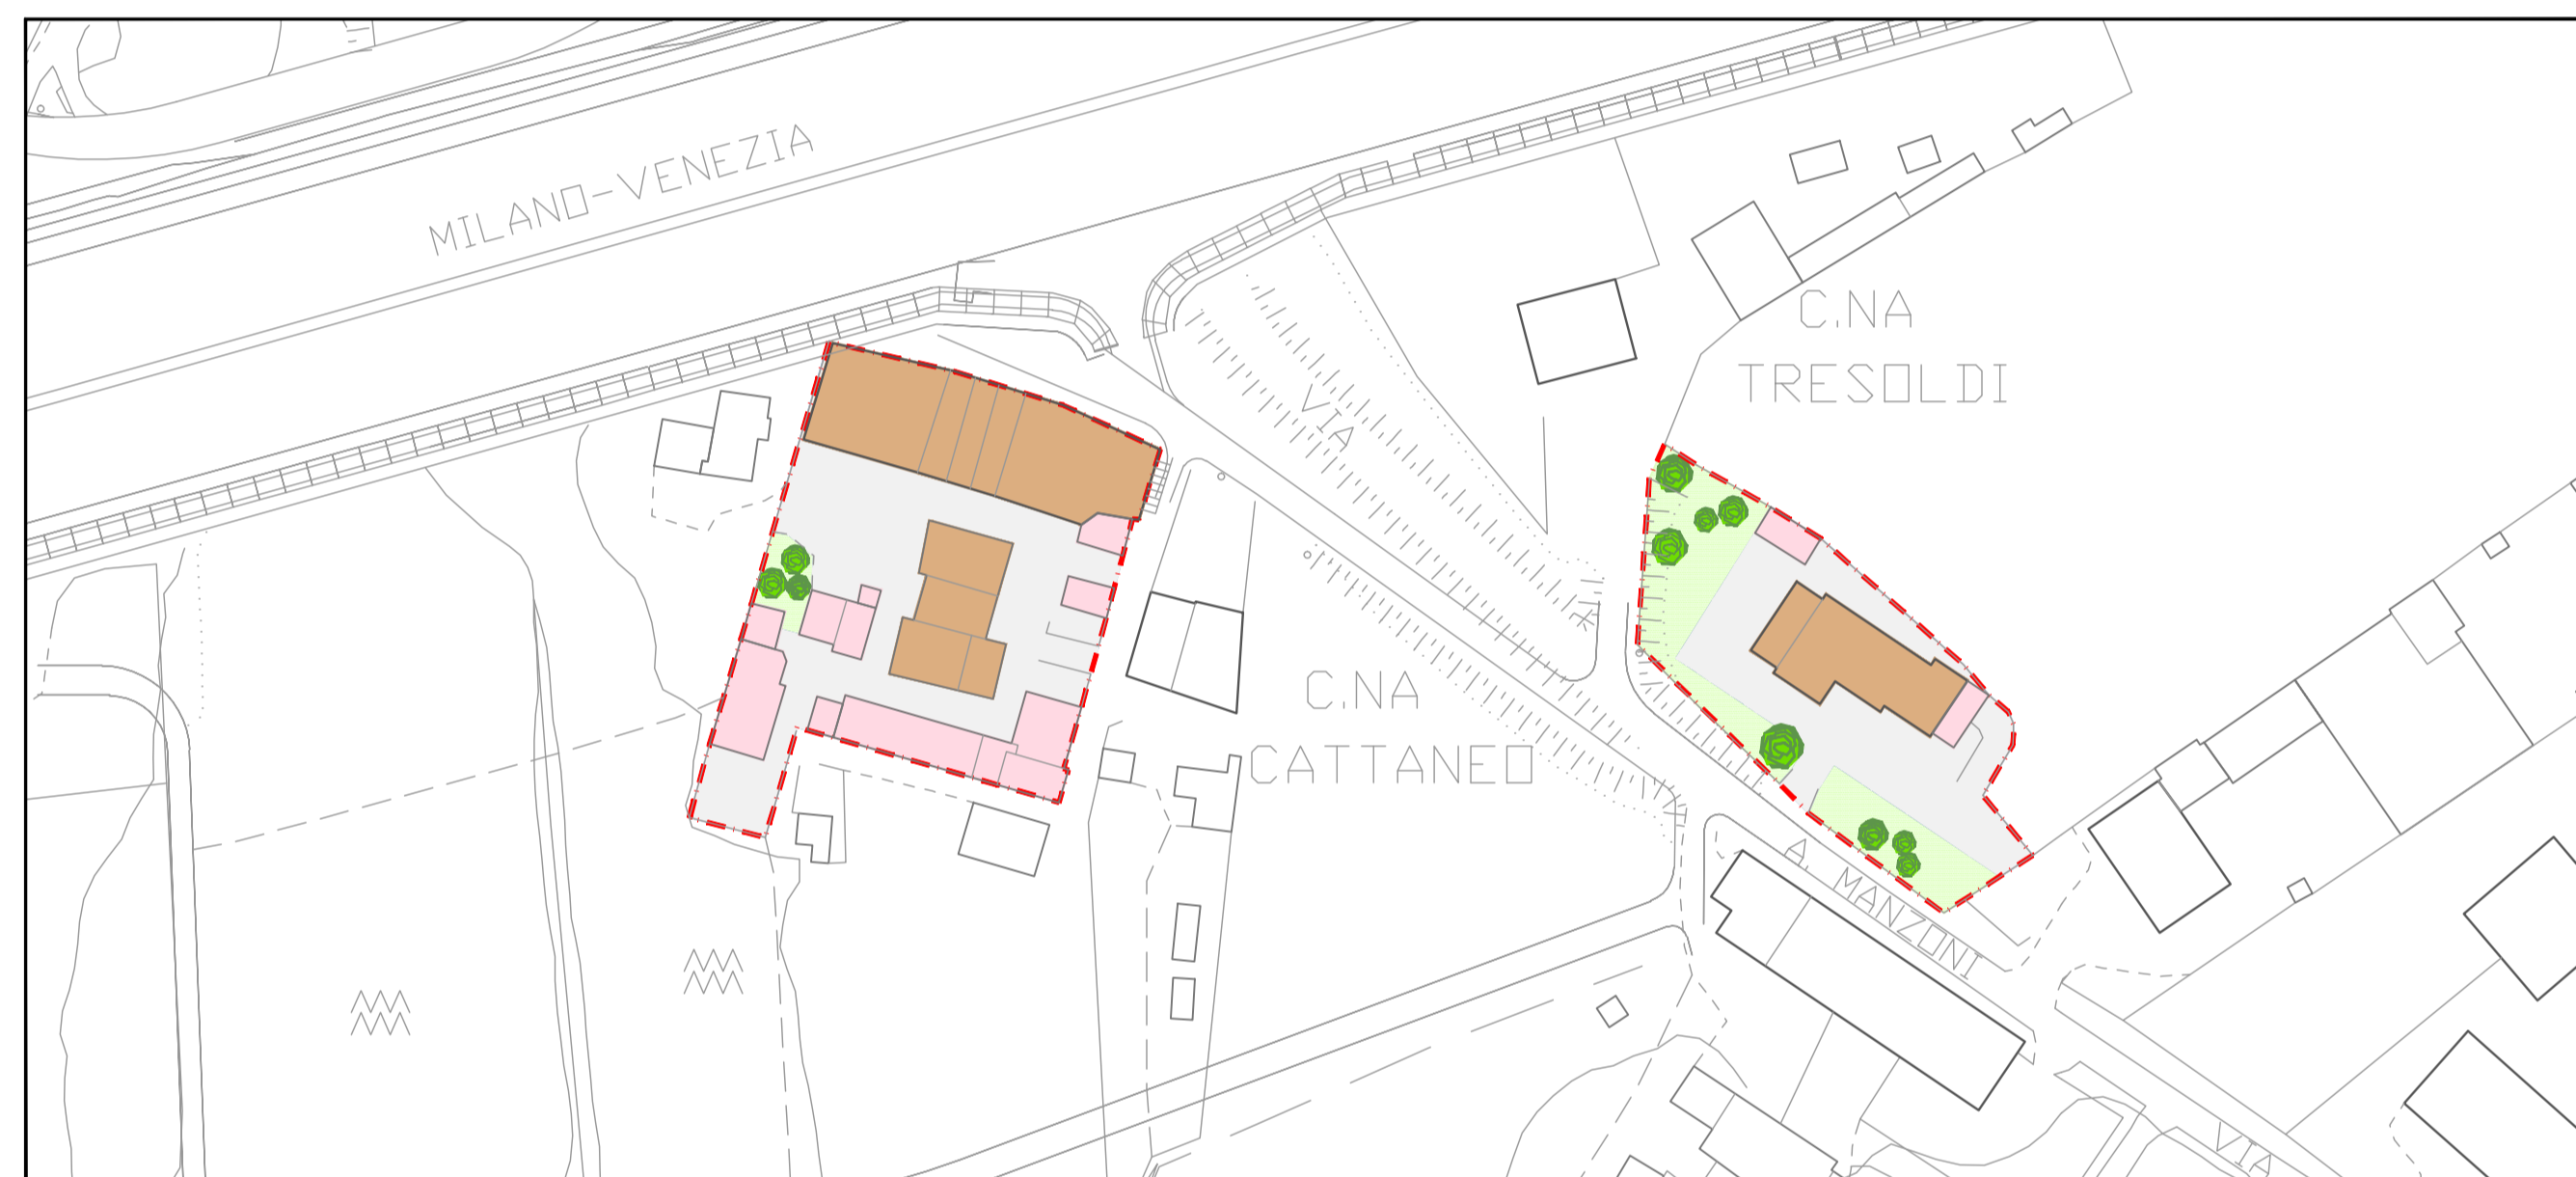 MILANO-VENEZIA
C.NA
TRESOLDI
VIA
C.NA
CATTANEO
A. MANZONI
VIA